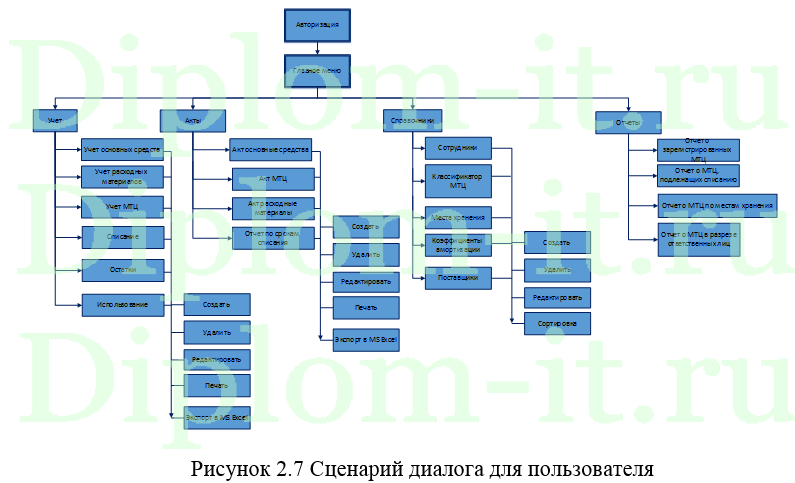 Авторизация
Главное меню
Учет
Акты
Справочники
Отчеты
Учет основных средств
Учет расходных
материалов
Учет МТЦ
Списание
Остатки
Использование
Создать
Удалить
Редактировать
Печать
Экспорт в MS Excel
Акт основные средства
Акт МТЦ
Акт расходные
материалы
Отчет по срокам
списания
Создать
Удалить
Редактировать
Печать
Экспорт в MS Excel
Сотрудники
Классификатор
МТЦ
Места хранения
Коэффициенты
амортизации
Поставщики
Создать
Удалить
Редактировать
Сортировка
Отчет о
зарегистрированных
МТЦ
Отчет о МТЦ,
подлежащих списанию
Отчет о МТЦ по местам хранения
Отчет о МТЦ в разрезе
ответственных лиц
Diplom-it.ru
Diplom-it.ru
Diplom-it.ru
Рисунок 2.7 Сценарий диалога для пользователя